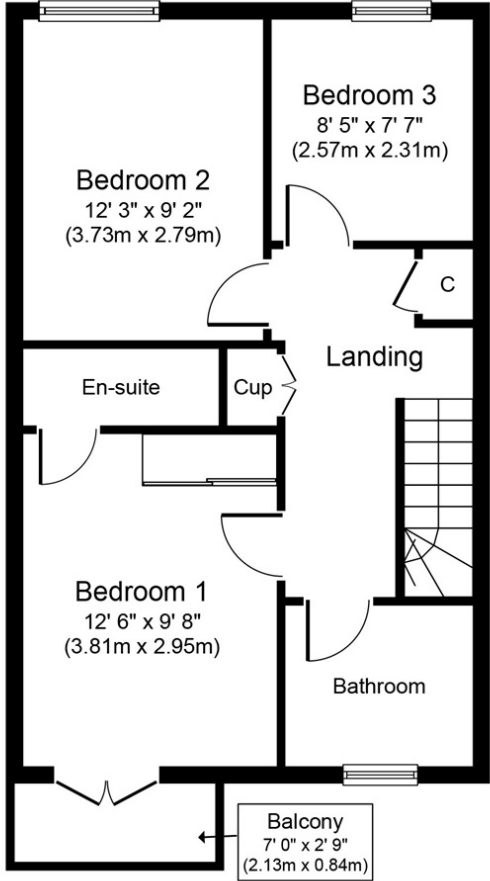 Bedroom 3
8' 5" x 7' 7"
(2.57m x 2.31m)
Bedroom 2
12' 3" x 9' 2"
(3.73m x 2.79m)
C
Landing
En-suite
Cup
Bedroom 1
12' 6" x 9' 8"
(3.81m x 2.95m)
Bathroom
Balcony
7' 0" x 2' 9"
(2.13m x 0.84m)